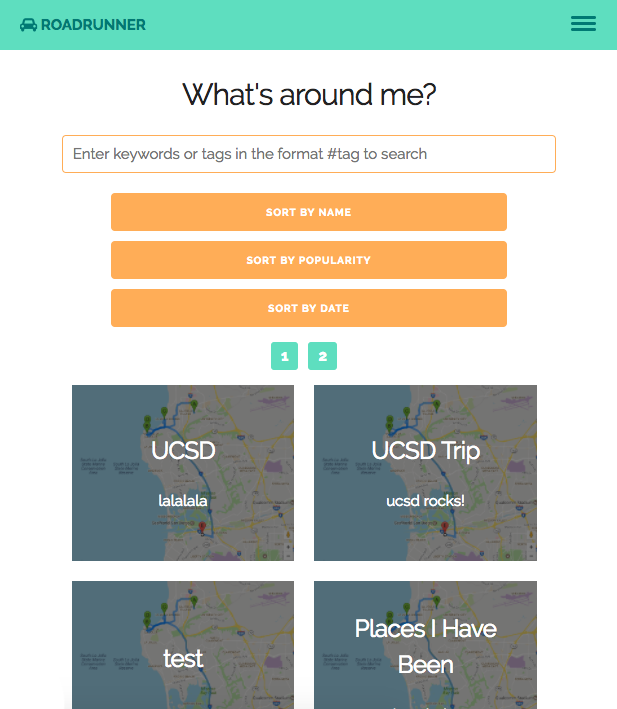 ROADRUNNER
What's around me?
Enter keywords or tags in the format #tag to search
SORT BY NAME
SORT BY POPULARITY
SORT BY DATE
1 2
UCSD
lalalala
UCSD Trip
ucsd rocks!
test
Places I Have
Been